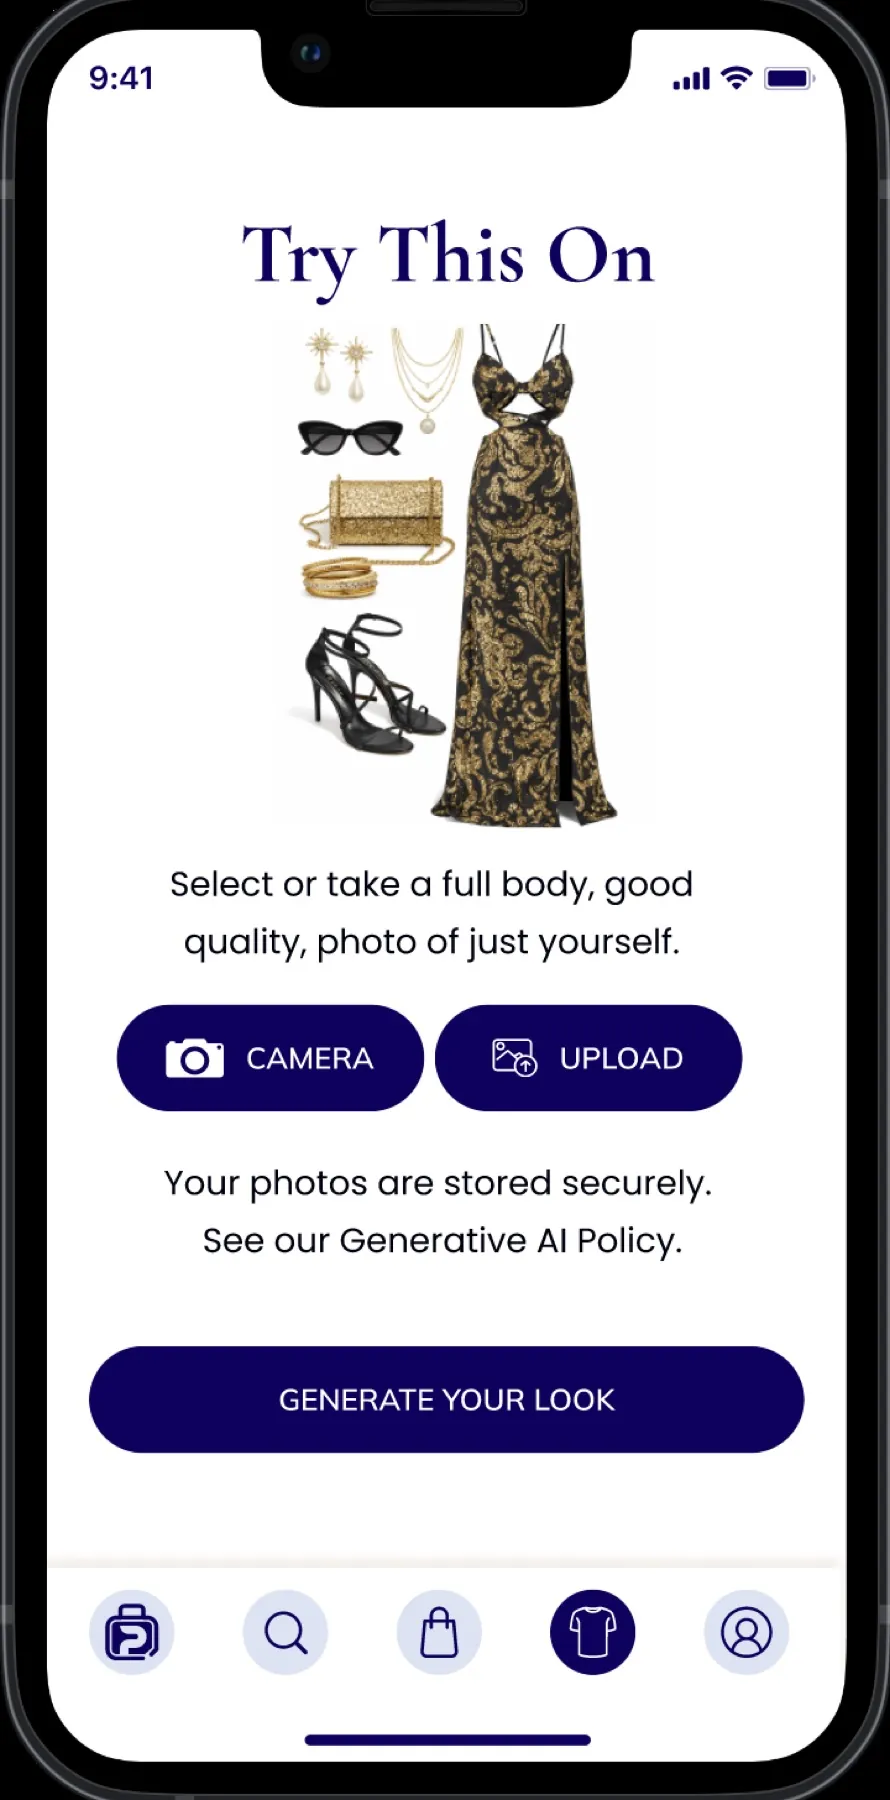 9:41
Try This On
Select or take a full body, good
quality, photo of just yourself.
CAMERA
UPLOAD
Your photos are stored securely.
See our Generative AI Policy.
GENERATE YOUR LOOK